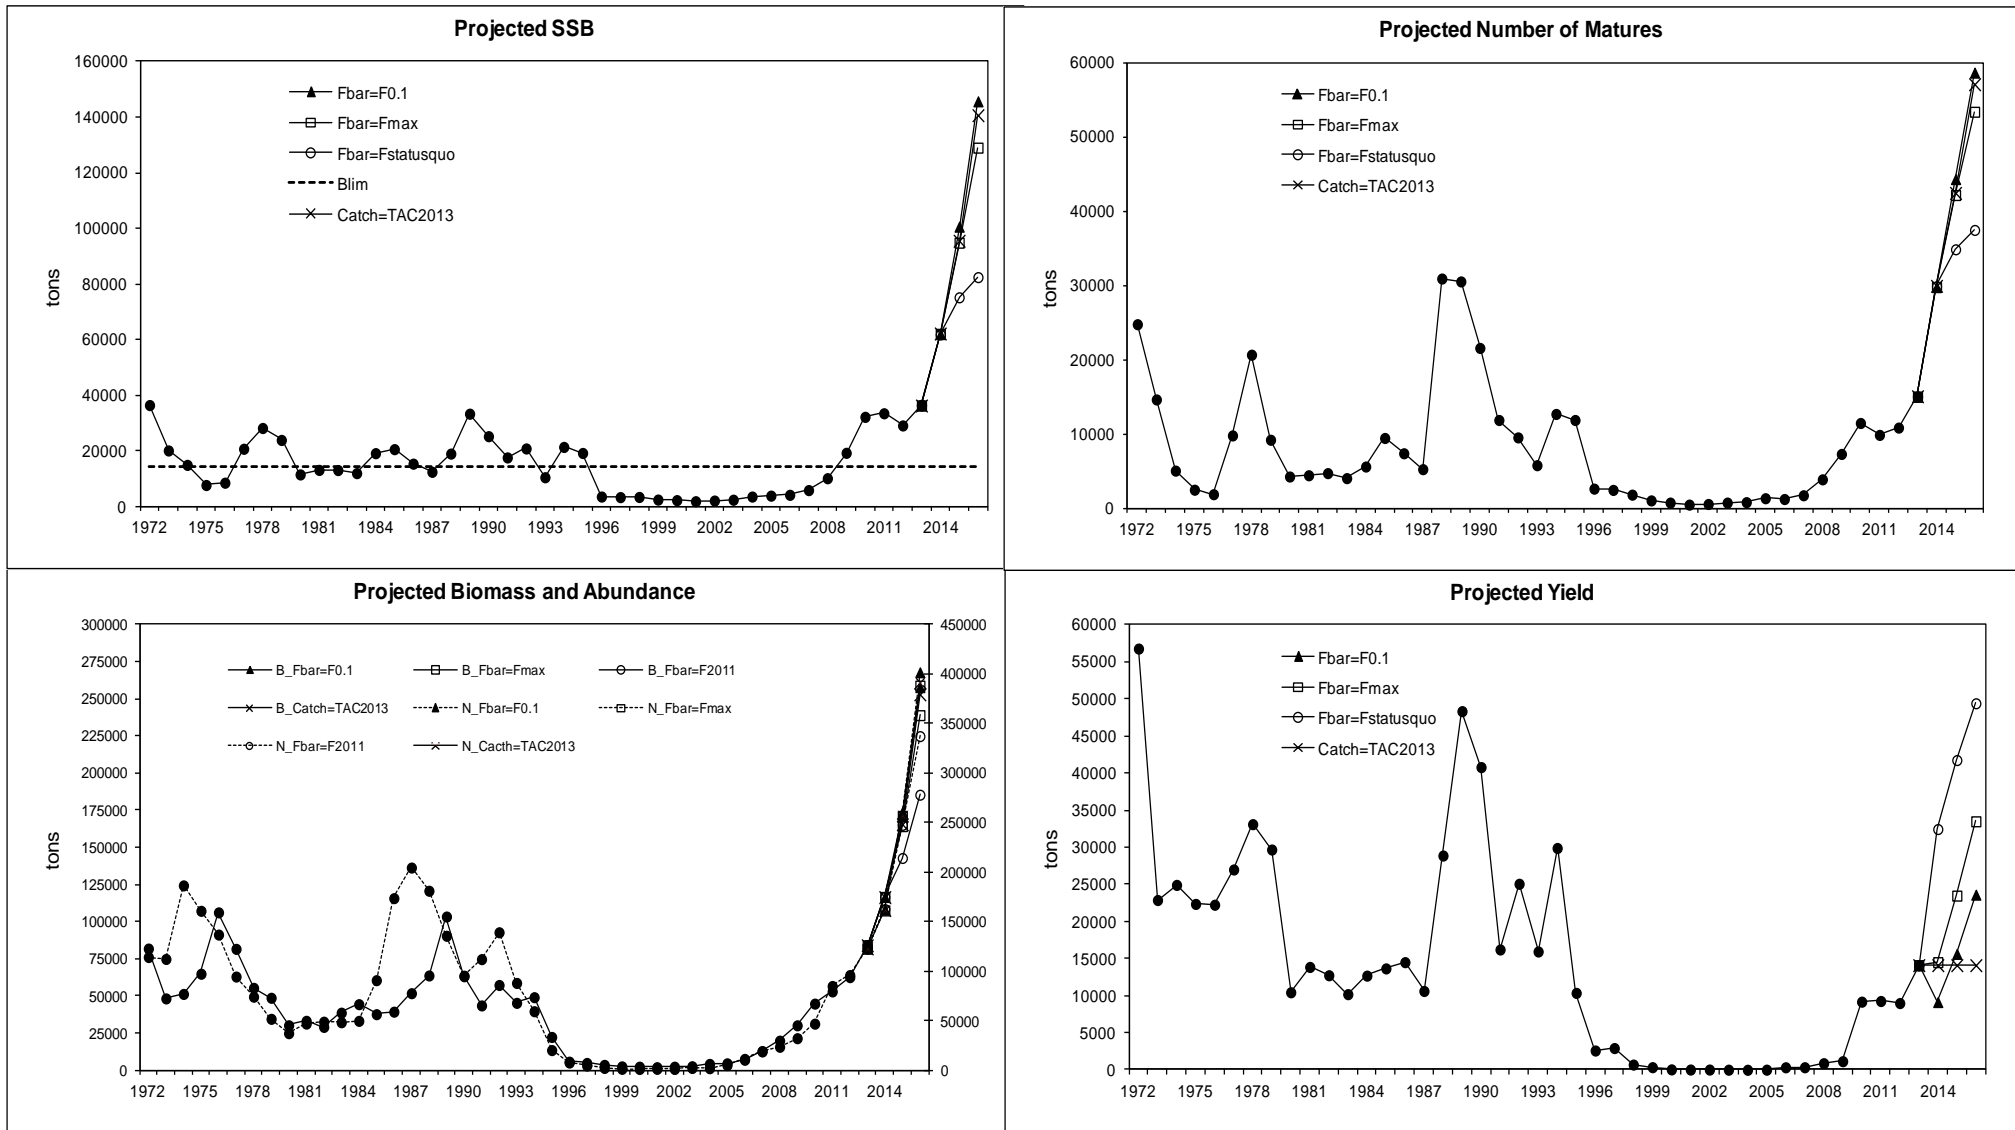 Projected SSB
160000
140000
120000
100000
80000
60000
40000
20000
0
tons
Fbar=F0.1
Fbar=Fmax
Fbar=Fstatusquo
Blim
Catch=TAC2013
1972 1975 1978 1981 1984 1987 1990 1993 1996 1999 2002 2005 2008 2011 2014
Projected Number of Matures
60000
50000
40000
30000
20000
10000
0
tons
Fbar=F0.1
Fbar=Fmax
Fbar=Fstatusquo
Catch=TAC2013
1972 1975 1978 1981 1984 1987 1990 1993 1996 1999 2002 2005 2008 2011 2014
Projected Biomass and Abundance
300000
275000
250000
225000
200000
175000
150000
125000
100000
75000
50000
25000
0
tons
B_Fbar=F0.1 B_Fbar=Fmax B_Fbar=F2011
B_Catch=TAC2013 N_Fbar=F0.1 N_Fbar=Fmax
N_Fbar=F2011 N_Cacth=TAC2013
450000
400000
350000
300000
250000
200000
150000
100000
50000
0
1972 1975 1978 1981 1984 1987 1990 1993 1996 1999 2002 2005 2008 2011 2014
Projected Yield
60000
55000
50000
45000
40000
35000
30000
25000
20000
15000
10000
5000
0
tons
Fbar=F0.1
Fbar=Fmax
Fbar=Fstatusquo
Catch=TAC2013
1972 1975 1978 1981 1984 1987 1990 1993 1996 1999 2002 2005 2008 2011 2014